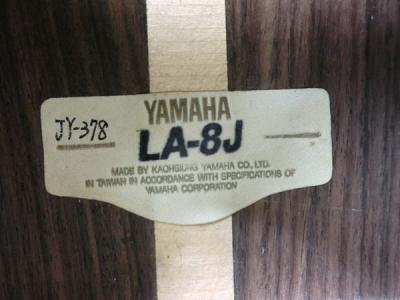 YAMAHA
JY-378
LA-8J
MADE BY KAOHSIUNG YAMAHA CO., LTD.
IN TAIWAN IN ACCORDANCE WITH SPECIFICATIONS OF
YAMAHA CORPORATION